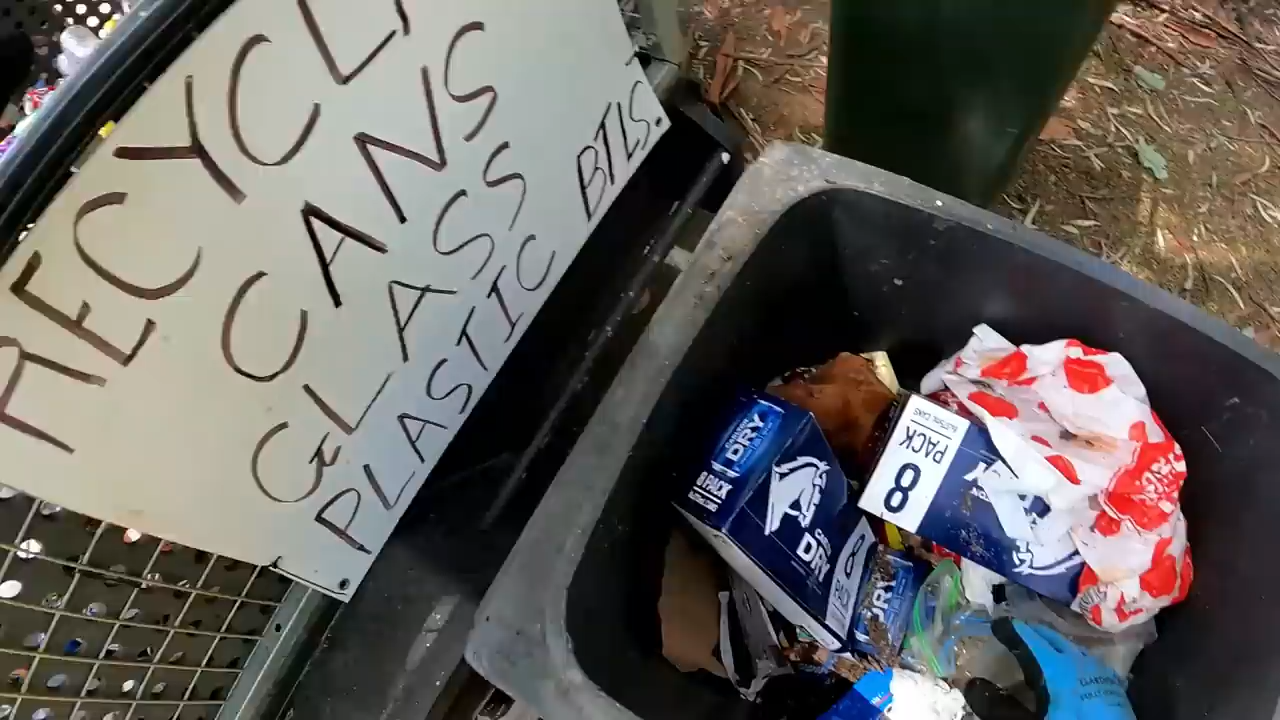 RECYCL
CANS
GLASS
PLASTIC BTLS.
DRY
8 PACK
DRY
8
PACK
DRY